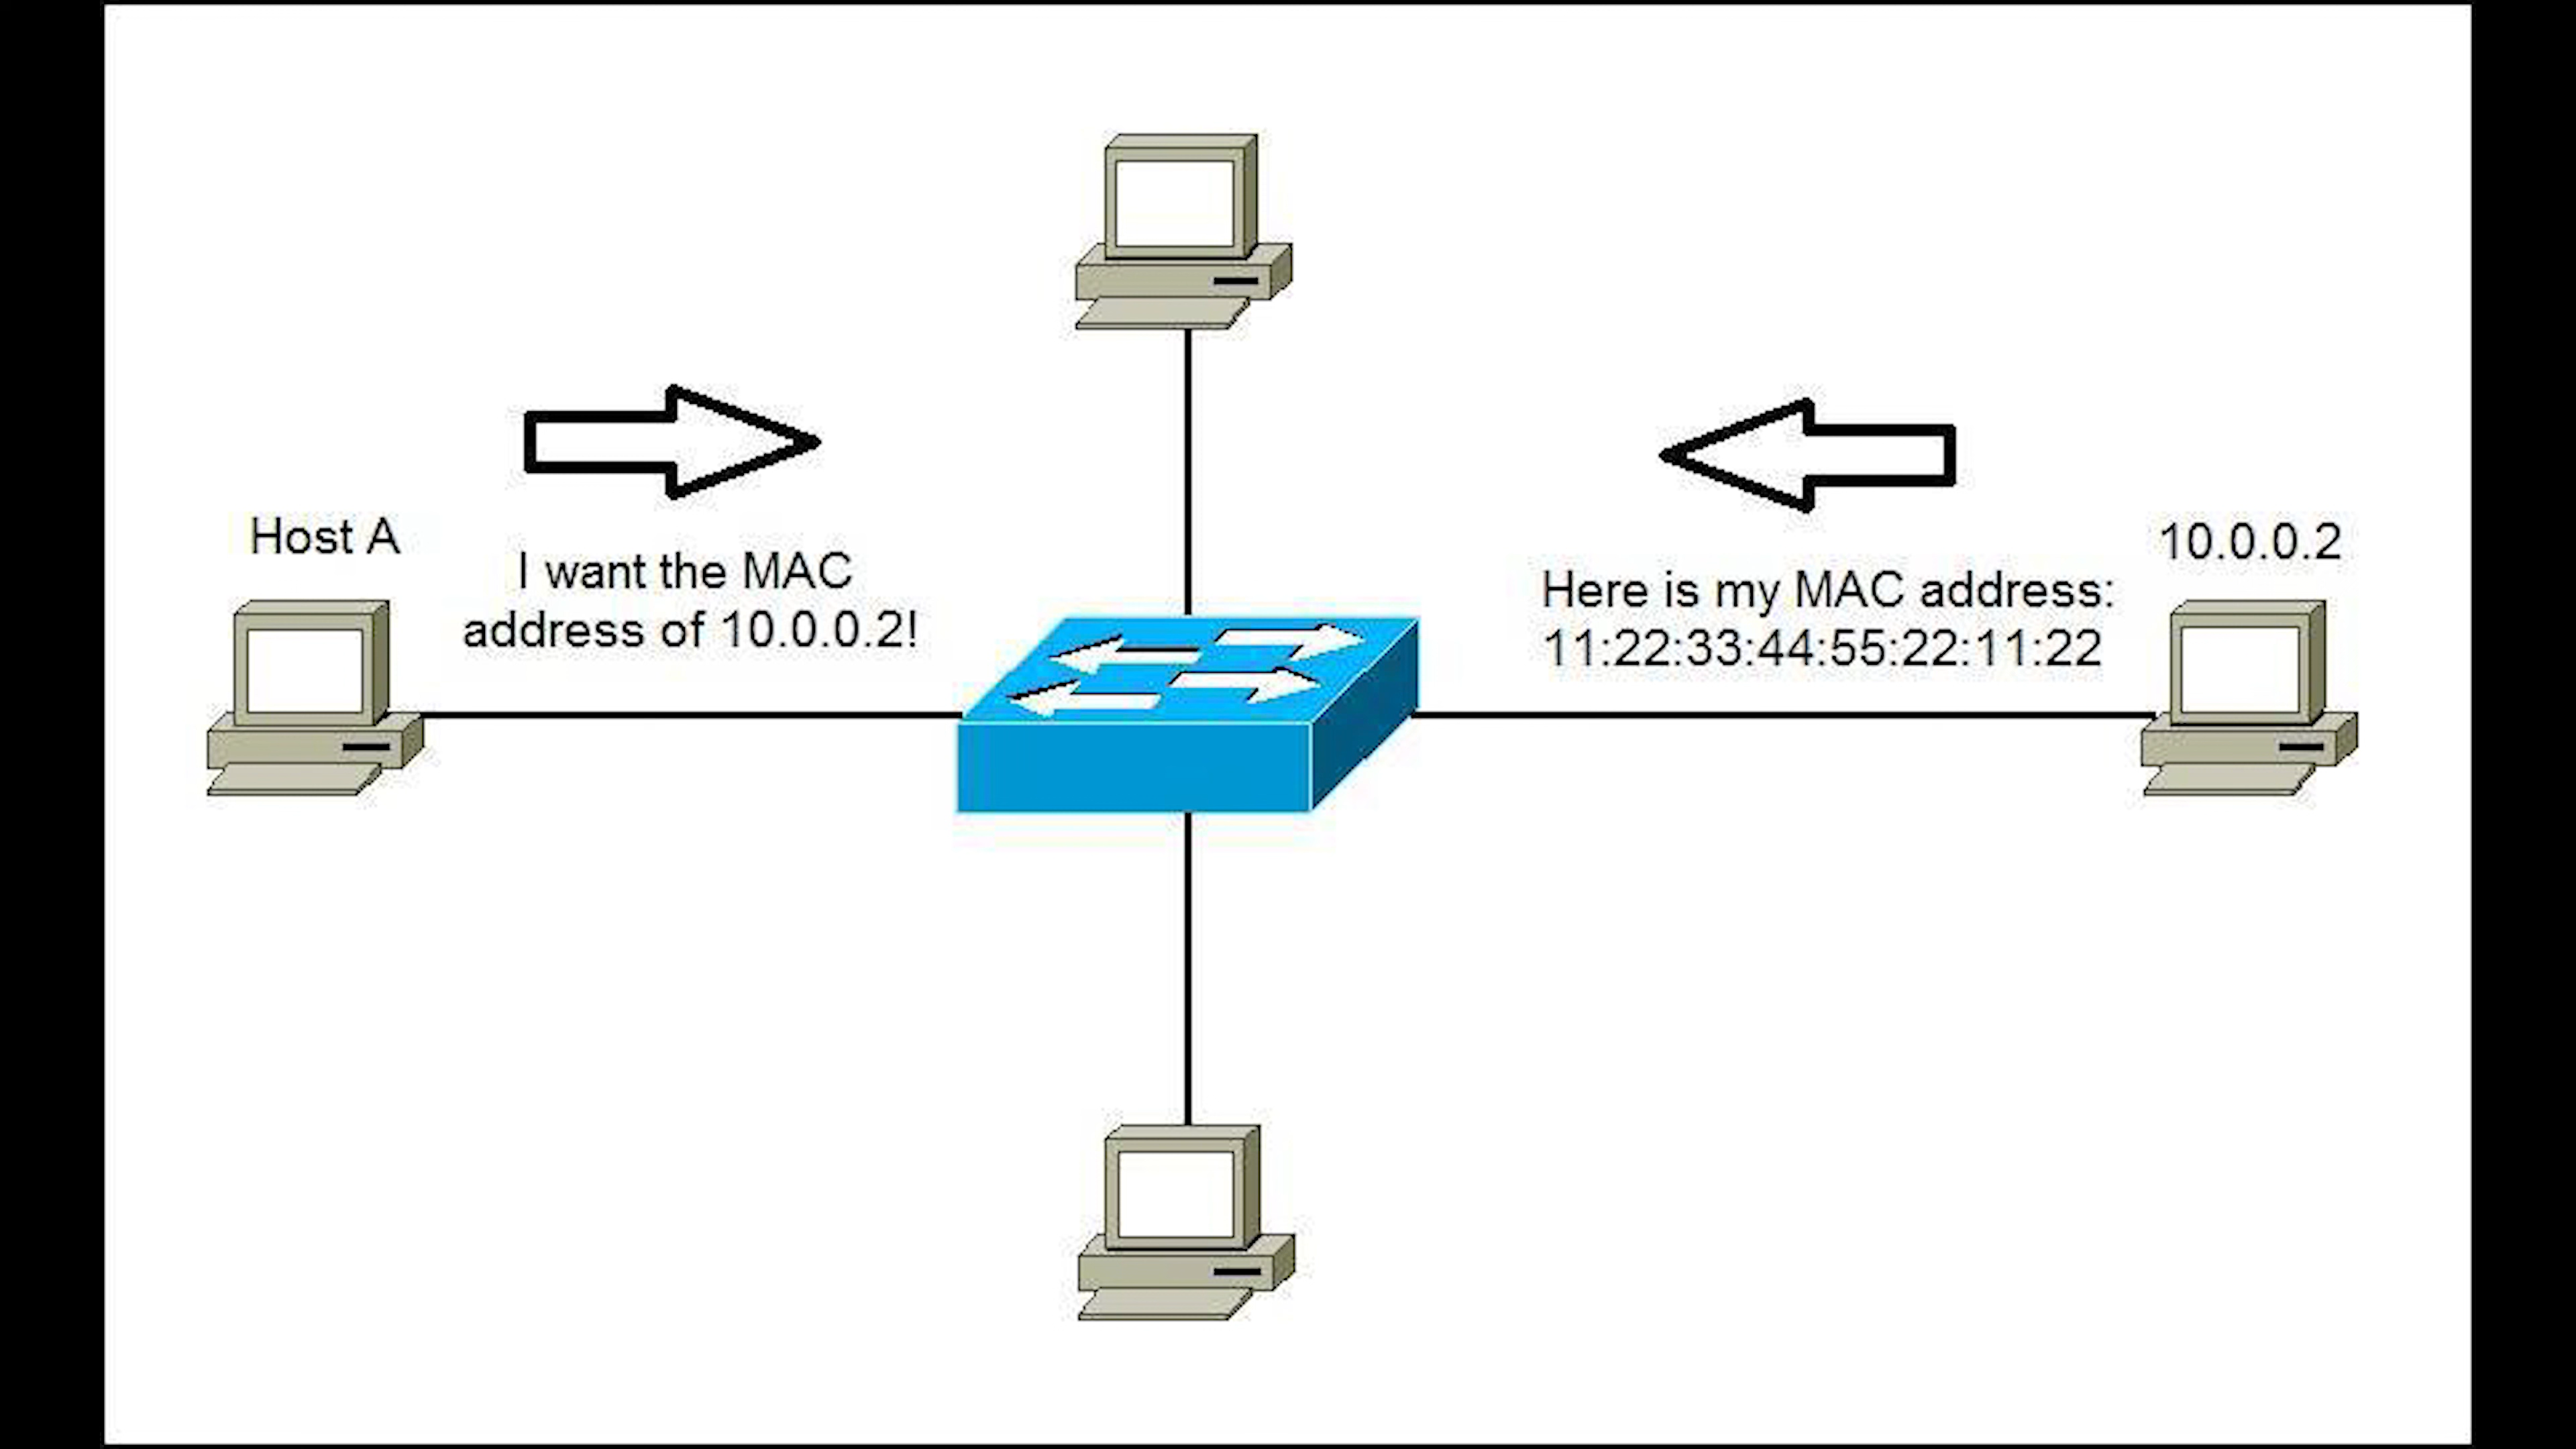 Host A
I want the MAC
address of 10.0.0.2!
10.0.0.2
Here is my MAC address:
11:22:33:44:55:22:11:22